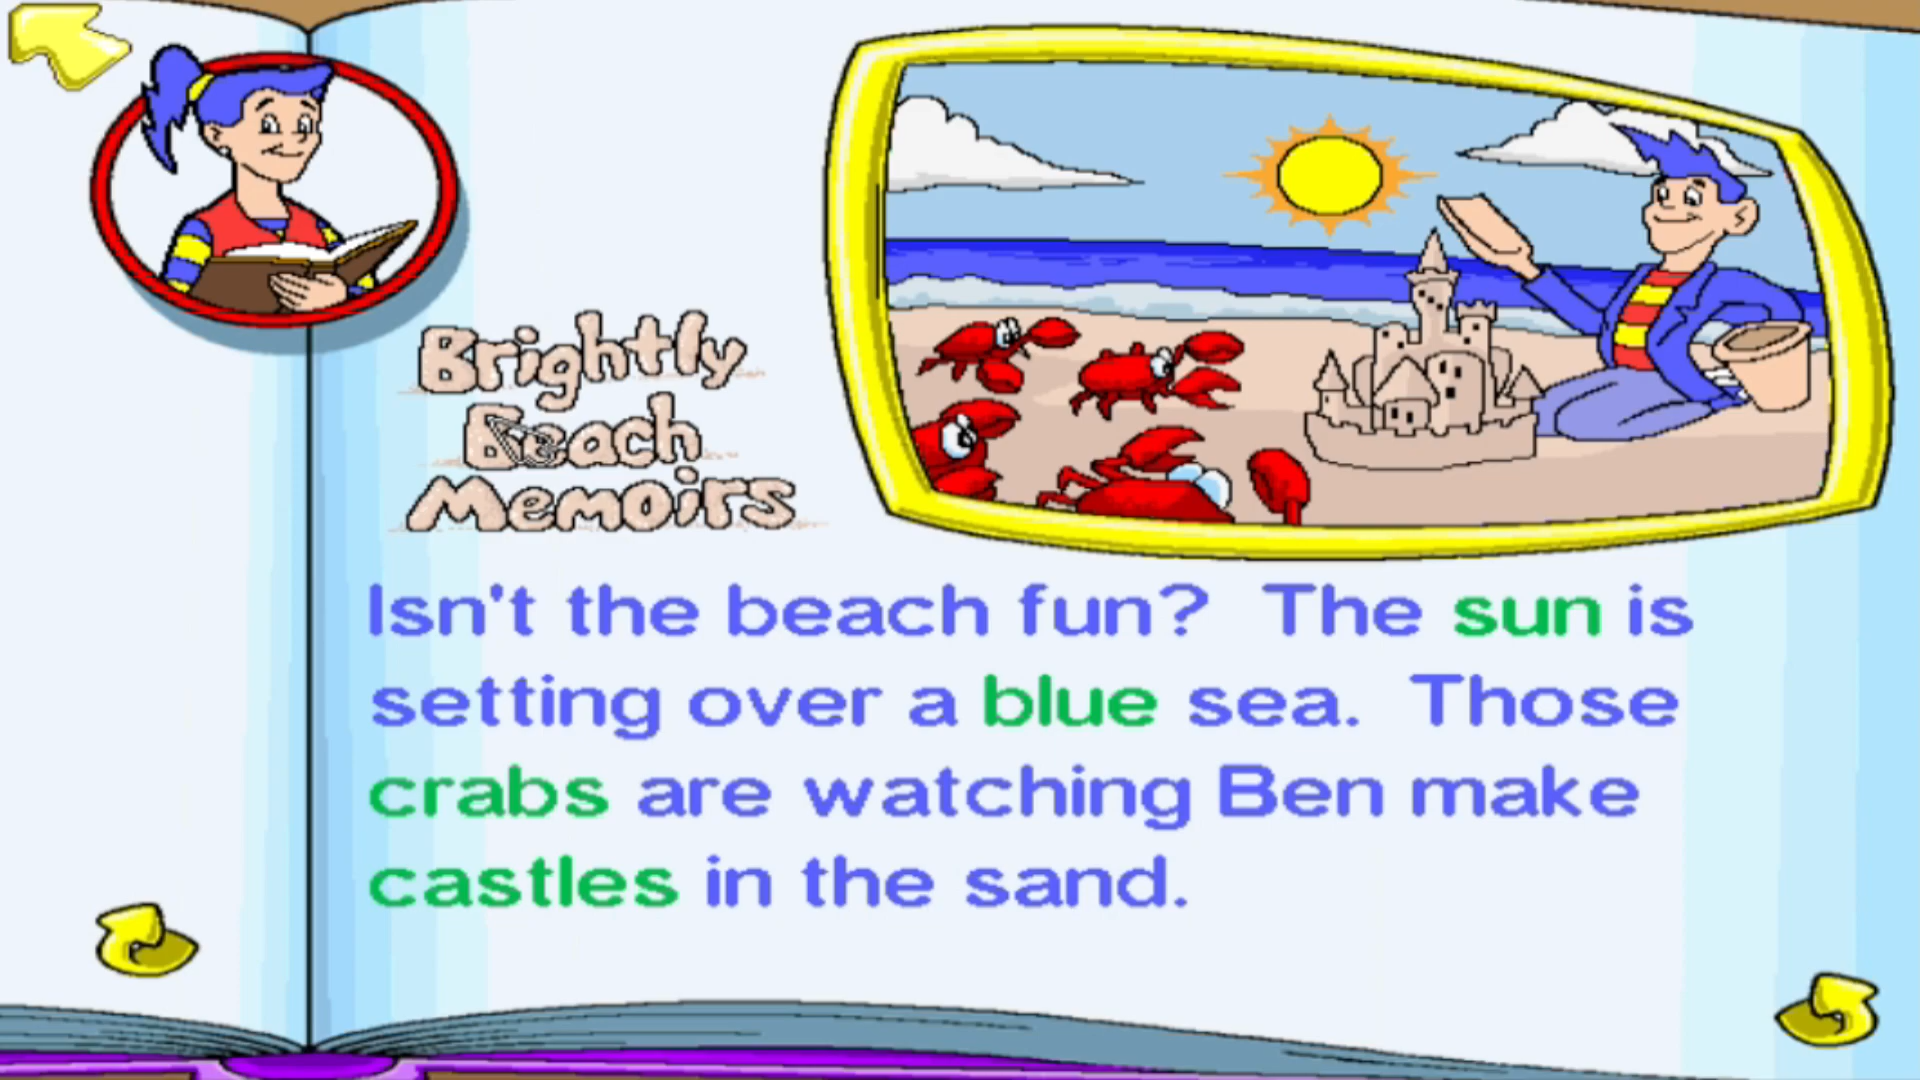 Brightly
Beach
Memoirs
Isn't the beach fun? The sun is
setting over a blue sea. Those
crabs are watching Ben make
castles in the sand.